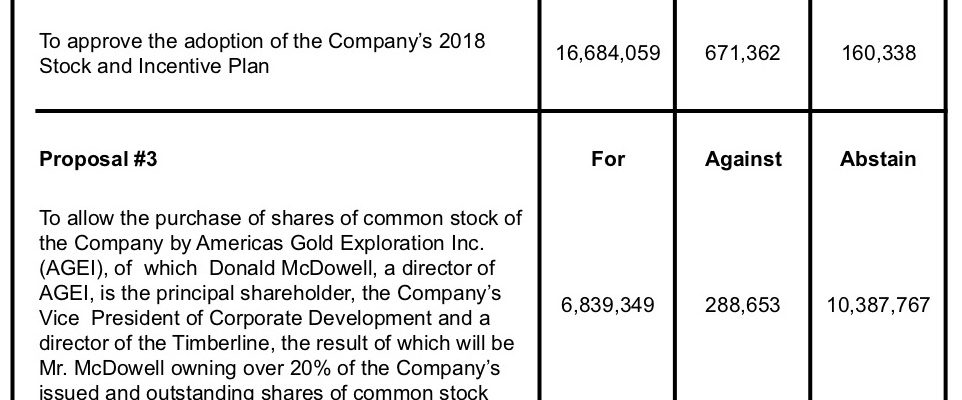 To approve the adoption of the Company’s 2018
Stock and Incentive Plan
16,684,059
671,362
160,338
Proposal #3
For
Against
Abstain
To allow the purchase of shares of common stock of
the Company by Americas Gold Exploration Inc.
(AGEI), of which Donald McDowell, a director of
AGEI, is the principal shareholder, the Company’s
Vice President of Corporate Development and a
director of the Timberline, the result of which will be
Mr. McDowell owning over 20% of the Company’s
issued and outstanding shares of common stock
6,839,349
288,653
10,387,767